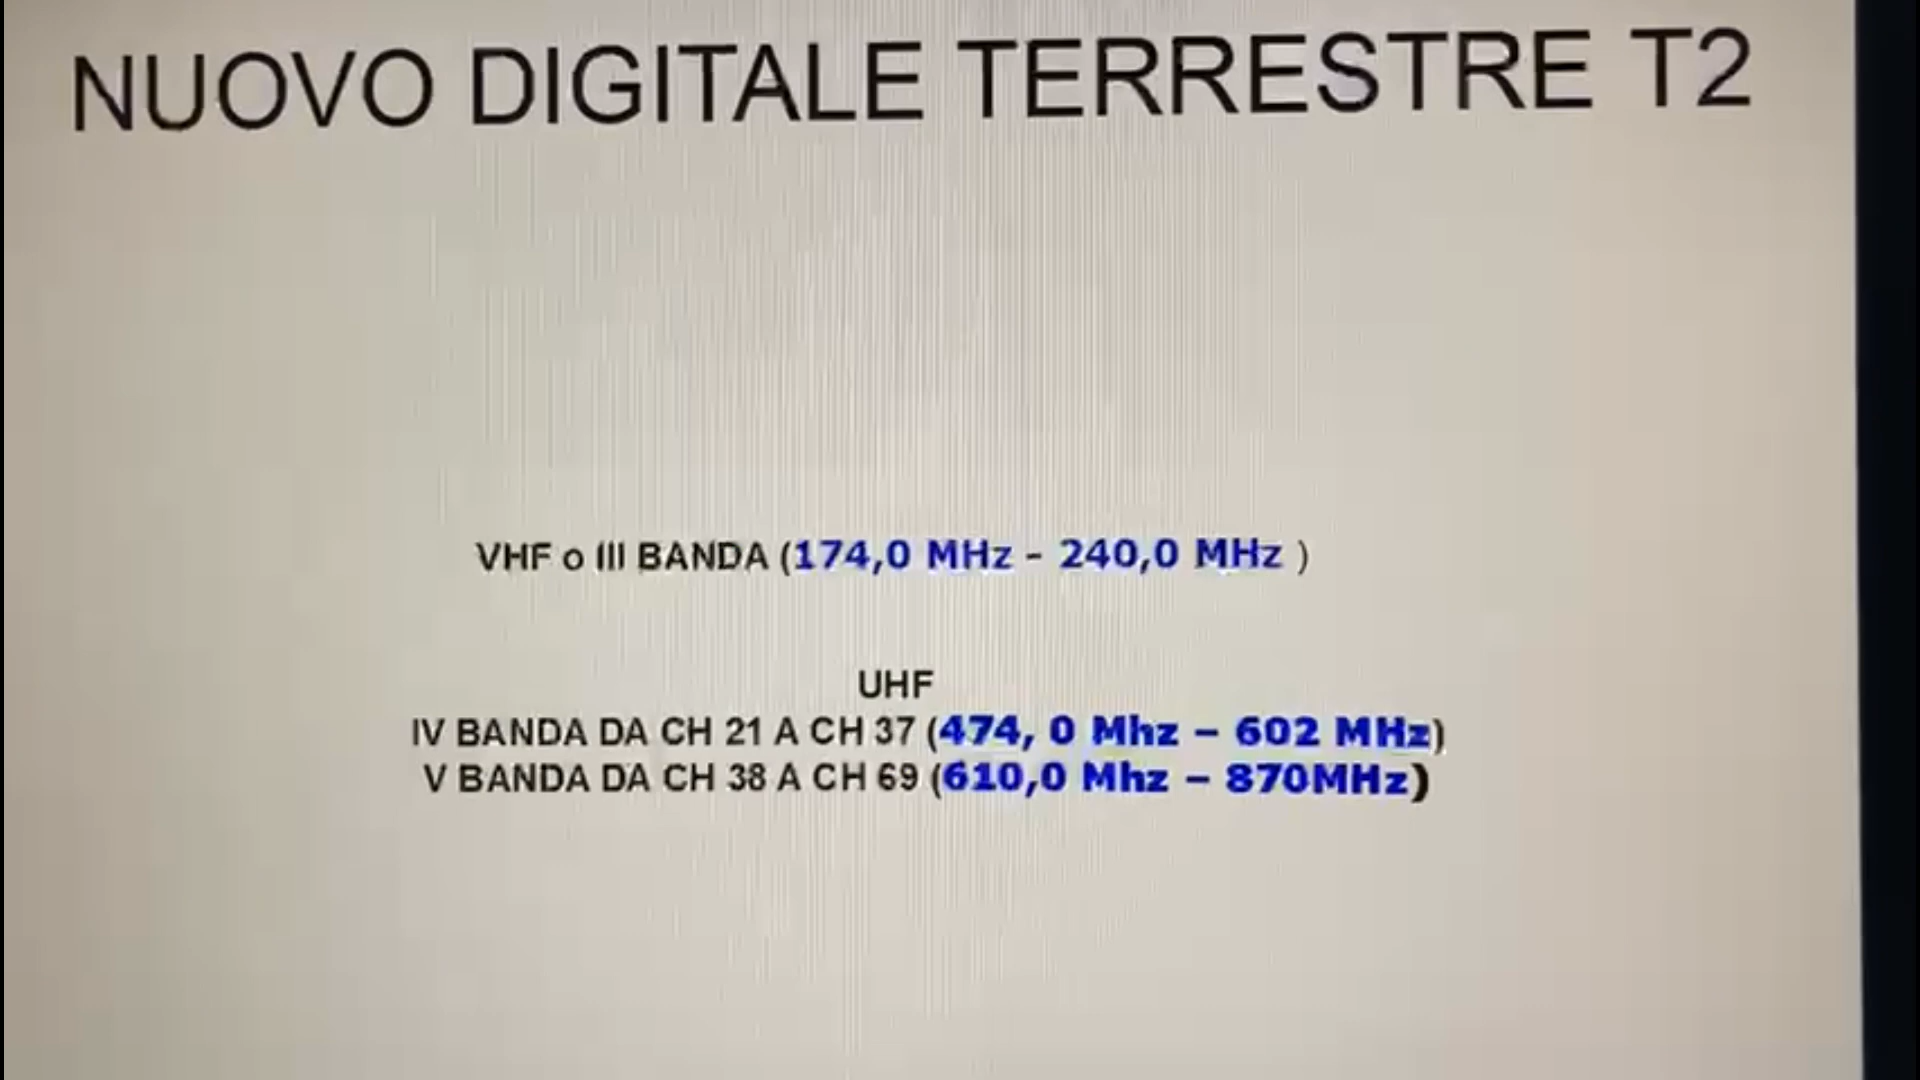 NUOVO DIGITALE TERRESTRE T2
VHF o III BANDA (174,0 MHz - 240,0 MHz )
UHF
IV BANDA DA CH 21 A CH 37 (474, 0 Mhz – 602 MHz)
V BANDA DA CH 38 A CH 69 (610,0 Mhz – 870MHz)